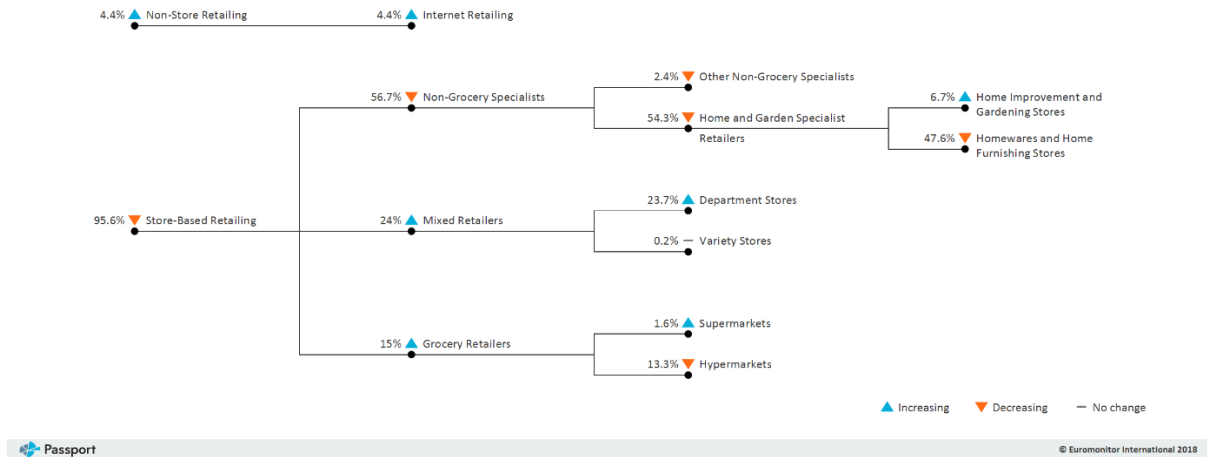 4.4% ▲ Non-Store Retailing
4.4% ▲ Internet Retailing
2.4% ▼ Other Non-Grocery Specialists
56.7% ▼ Non-Grocery Specialists
6.7% ▲ Home Improvement and
Gardening Stores
54.3% ▼ Home and Garden Specialist
Retailers
47.6% ▼ Homewares and Home
Furnishing Stores
95.6% ▼ Store-Based Retailing
24% ▲ Mixed Retailers
23.7% ▲ Department Stores
0.2% — Variety Stores
15% ▲ Grocery Retailers
1.6% ▲ Supermarkets
13.3% ▼ Hypermarkets
▲ Increasing ▼ Decreasing — No change
Passport
© Euromonitor International 2018